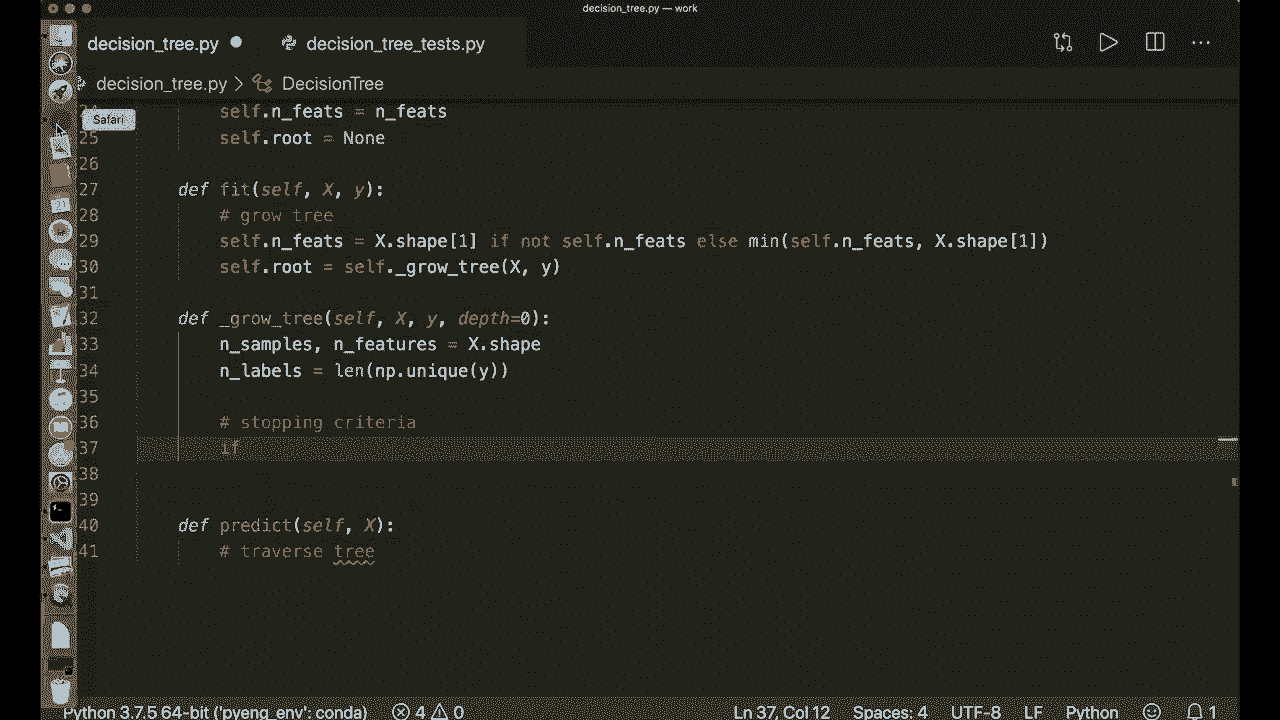 decision_tree.py — work
decision_tree.py decision_tree_tests.py
decision_tree.py > DecisionTree
Safari
24 self.n_feats = n_feats
25 self.root = None
26
27 def fit(self, X, y):
28 # grow tree
29 self.n_feats = X.shape[1] if not self.n_feats else min(self.n_feats, X.shape[1])
30 self.root = self._grow_tree(X, y)
31
32 def _grow_tree(self, X, y, depth=0):
33 n_samples, n_features = X.shape
34 n_labels = len(np.unique(y))
35
36 # stopping criteria
37 if
38
39
40 def predict(self, X):
41 # traverse tree
21
Python 3.7.5 64-bit ('pyeng_env': conda) 4 0 Ln 37, Col 12 Spaces: 4 UTF-8 LF Python 1